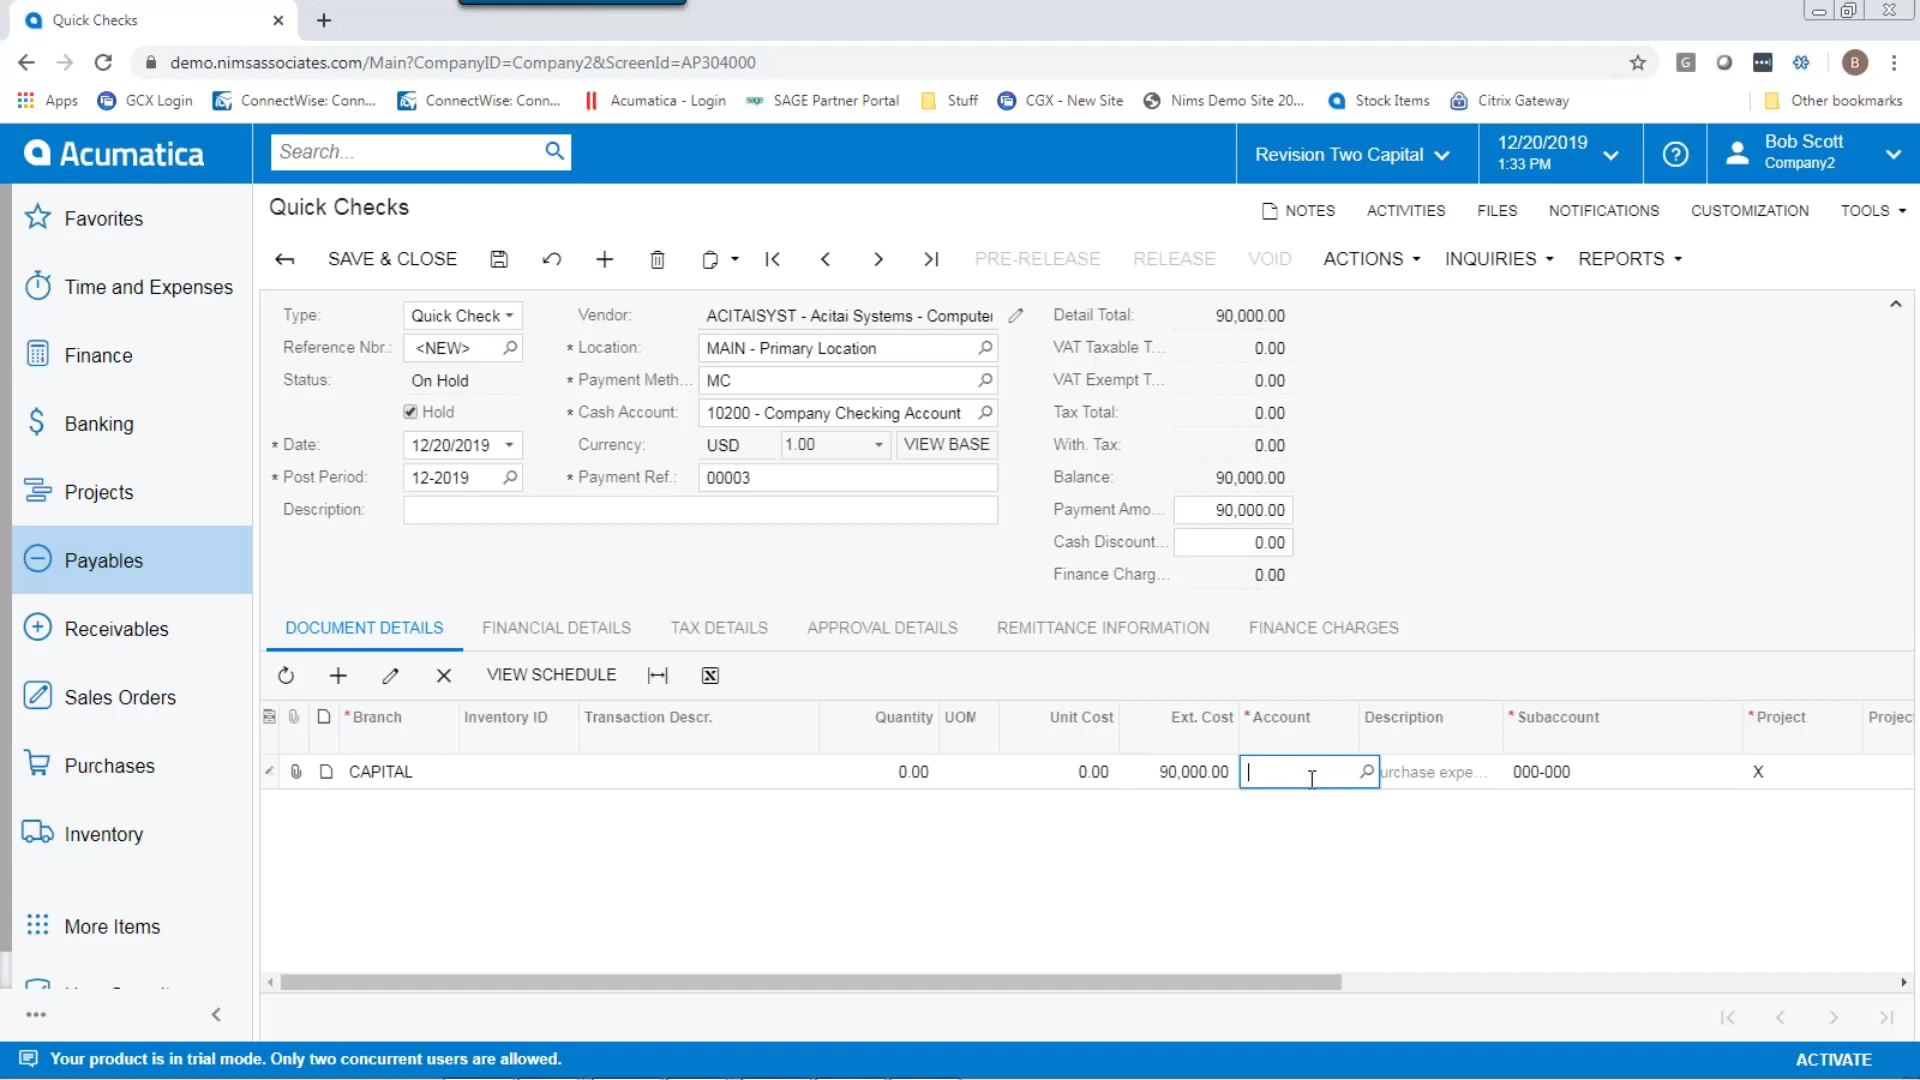 Quick Checks
demo.nimsassociates.com/Main?CompanyID=Company2&ScreenId=AP304000
G
B
Apps GCX Login ConnectWise: Conn... ConnectWise: Conn... Acumatica - Login SAGE Partner Portal Stuff CGX - New Site Nims Demo Site 20... Stock Items Citrix Gateway Other bookmarks
Acumatica
Search...
Revision Two Capital
12/20/2019
1:33 PM
Bob Scott
Company2
Favorites
Time and Expenses
Finance
Banking
Projects
Payables
Receivables
Sales Orders
Purchases
Inventory
More Items
Quick Checks
NOTES ACTIVITIES FILES NOTIFICATIONS CUSTOMIZATION TOOLS
SAVE & CLOSE PRE-RELEASE RELEASE VOID ACTIONS INQUIRIES REPORTS
Type: Quick Check Vendor: ACITAISYST - Acitai Systems - Computer Detail Total: 90,000.00
Reference Nbr.: <NEW> * Location: MAIN - Primary Location VAT Taxable T... 0.00
Status: On Hold * Payment Meth... MC VAT Exempt T... 0.00
Hold * Cash Account: 10200 - Company Checking Account Tax Total: 0.00
* Date: 12/20/2019 Currency: USD 1.00 VIEW BASE With. Tax: 0.00
* Post Period: 12-2019 * Payment Ref.: 00003 Balance: 90,000.00
Description: Payment Amo... 90,000.00
Cash Discount... 0.00
Finance Charg... 0.00
DOCUMENT DETAILS FINANCIAL DETAILS TAX DETAILS APPROVAL DETAILS REMITTANCE INFORMATION FINANCE CHARGES
VIEW SCHEDULE
* Branch Inventory ID Transaction Descr. Quantity UOM Unit Cost Ext. Cost * Account Description * Subaccount * Project Projec
CAPITAL 0.00 0.00 90,000.00 urchase expe... 000-000 X
Your product is in trial mode. Only two concurrent users are allowed. ACTIVATE